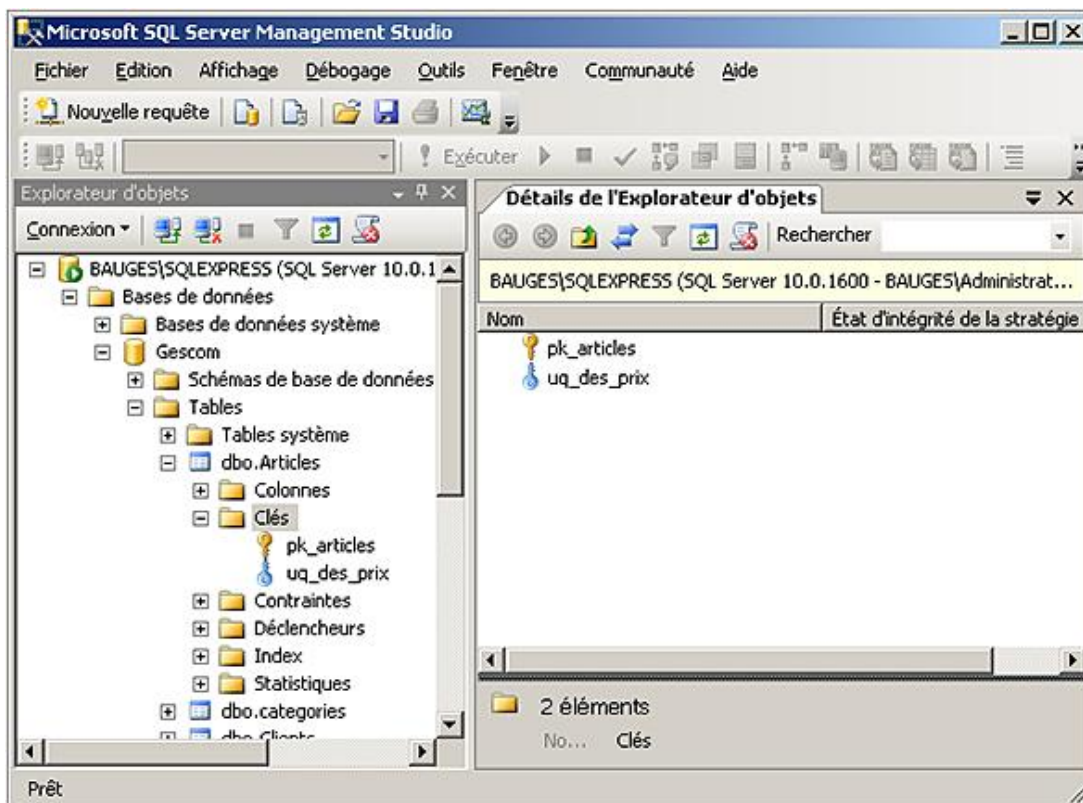 Microsoft SQL Server Management Studio
Fichier Edition Affichage Débogage Outils Fenêtre Communauté Aide
Nouvelle requête
Exécuter
Explorateur d'objets
Connexion
BAUGES\SQLEXPRESS (SQL Server 10.0.1
Bases de données
Bases de données système
Gescom
Schémas de base de données
Tables
Tables système
dbo.Articles
Colonnes
Clés
pk_articles
uq_des_prix
Contraintes
Déclencheurs
Index
Statistiques
dbo.categories
dbo.Clients
Détails de l'Explorateur d'objets
Rechercher
BAUGES\SQLEXPRESS (SQL Server 10.0.1600 - BAUGES\Administrat...
Nom État d'intégrité de la stratégie
pk_articles
uq_des_prix
2 éléments
No... Clés
Prêt